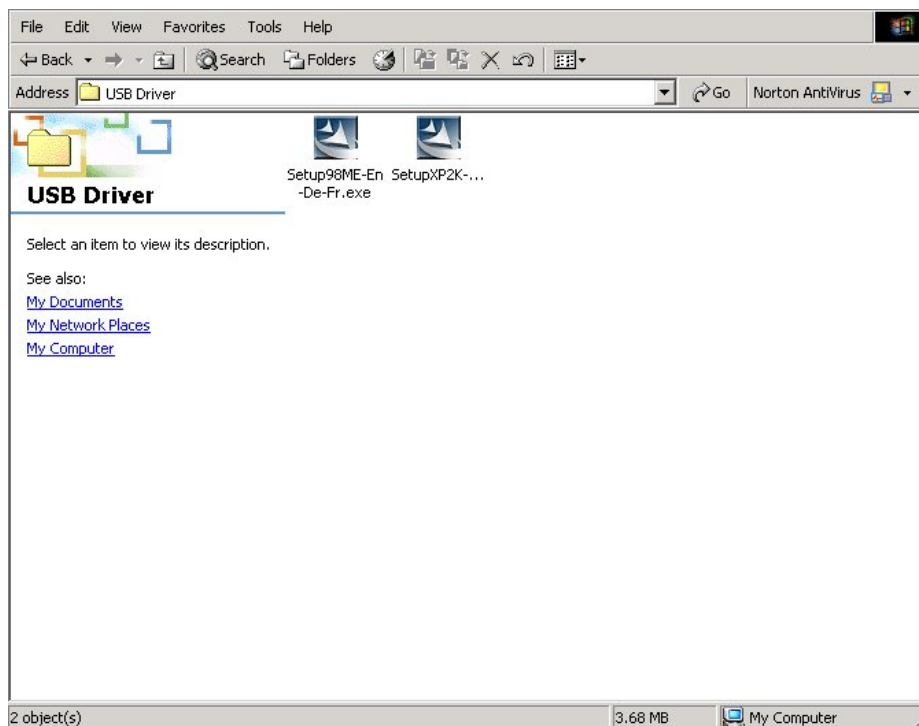 File Edit View Favorites Tools Help
Back Search Folders
Address USB Driver Go Norton AntiVirus
Setup98ME-En SetupXP2K-...
-De-Fr.exe
USB Driver
Select an item to view its description.
See also:
My Documents
My Network Places
My Computer
2 object(s) 3.68 MB My Computer